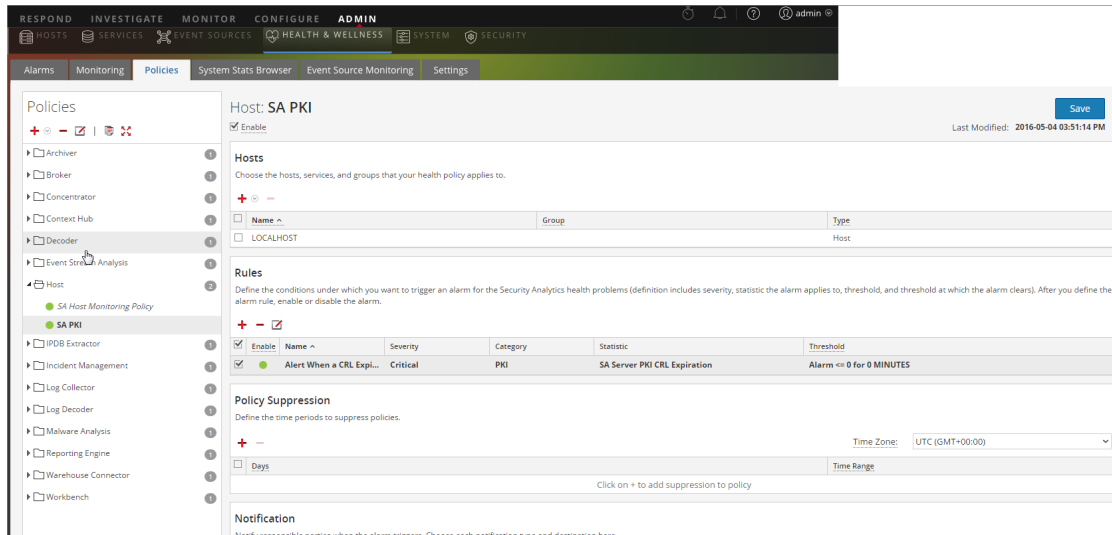 RESPOND INVESTIGATE MONITOR CONFIGURE ADMIN
admin
HOSTS SERVICES EVENT SOURCES HEALTH & WELLNESS SYSTEM SECURITY
Alarms Monitoring Policies System Stats Browser Event Source Monitoring Settings
Policies
Archiver 1
Broker 1
Concentrator 1
Context Hub 1
Decoder 1
Event Stream Analysis 1
Host 2
SA Host Monitoring Policy
SA PKI
IPDB Extractor 1
Incident Management 1
Log Collector 1
Log Decoder 1
Malware Analysis 1
Reporting Engine 1
Warehouse Connector 1
Workbench 1
Host: SA PKI
Save
Enable
Last Modified: 2016-05-04 03:51:14 PM
Hosts
Choose the hosts, services, and groups that your health policy applies to.
Name Group Type
LOCALHOST Host
Rules
Define the conditions under which you want to trigger an alarm for the Security Analytics health problems (definition includes severity, statistic the alarm applies to, threshold, and threshold at which the alarm clears). After you define the
alarm rule, enable or disable the alarm.
Enable Name Severity Category Statistic Threshold
Alert When a CRL Expi... Critical PKI SA Server PKI CRL Expiration Alarm <= 0 for 0 MINUTES
Policy Suppression
Define the time periods to suppress policies.
Time Zone: UTC (GMT+00:00)
Days Time Range
Click on + to add suppression to policy
Notification